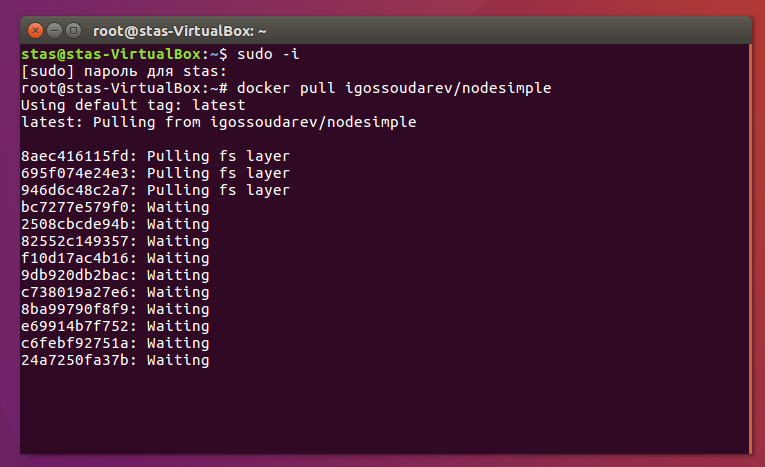 root@stas-VirtualBox: ~
stas@stas-VirtualBox:~$ sudo -i
[sudo] пароль для stas:
root@stas-VirtualBox:~# docker pull igossoudarev/nodesimple
Using default tag: latest
latest: Pulling from igossoudarev/nodesimple
8aec416115fd: Pulling fs layer
695f074e24e3: Pulling fs layer
946d6c48c2a7: Pulling fs layer
bc7277e579f0: Waiting
2508cbcde94b: Waiting
82552c149357: Waiting
f10d17ac4b16: Waiting
9db920db2bac: Waiting
c738019a27e6: Waiting
8ba99790f8f9: Waiting
e69914b7f752: Waiting
c6febf92751a: Waiting
24a7250fa37b: Waiting